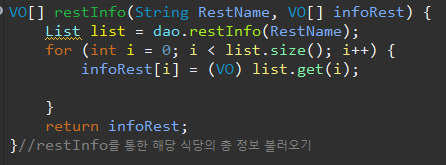 VO[] restInfo(String RestName, VO[] infoRest) {
List list = dao.restInfo(RestName);
for (int i = 0; i < list.size(); i++) {
infoRest[i] = (VO) list.get(i);
}
return infoRest;
}//restInfo를 통한 해당 식당의 총 정보 불러오기